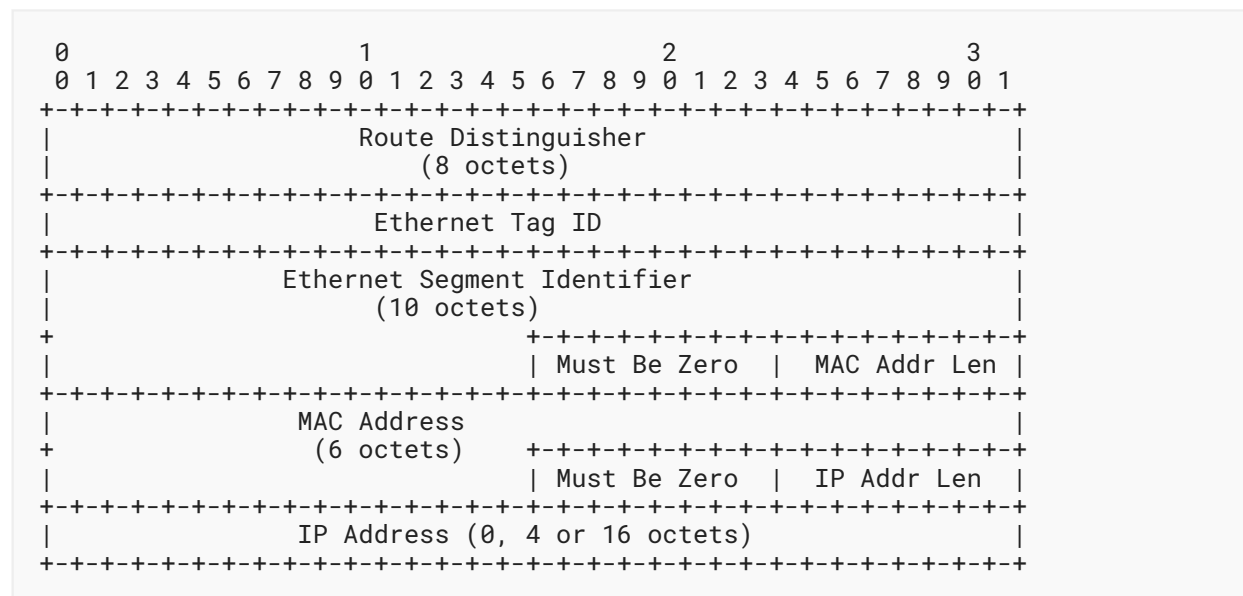 0                   1                   2                   3
 0 1 2 3 4 5 6 7 8 9 0 1 2 3 4 5 6 7 8 9 0 1 2 3 4 5 6 7 8 9 0 1
+-+-+-+-+-+-+-+-+-+-+-+-+-+-+-+-+-+-+-+-+-+-+-+-+-+-+-+-+-+-+-+-+
|                    Route Distinguisher                        |
|                        (8 octets)                             |
+-+-+-+-+-+-+-+-+-+-+-+-+-+-+-+-+-+-+-+-+-+-+-+-+-+-+-+-+-+-+-+-+
|                     Ethernet Tag ID                           |
+-+-+-+-+-+-+-+-+-+-+-+-+-+-+-+-+-+-+-+-+-+-+-+-+-+-+-+-+-+-+-+-+
|               Ethernet Segment Identifier                     |
|                     (10 octets)                               |
+                               +-+-+-+-+-+-+-+-+-+-+-+-+-+-+-+-+
|                               | Must Be Zero  |  MAC Addr Len |
+-+-+-+-+-+-+-+-+-+-+-+-+-+-+-+-+-+-+-+-+-+-+-+-+-+-+-+-+-+-+-+-+
|                MAC Address                                    |
+                 (6 octets)    +-+-+-+-+-+-+-+-+-+-+-+-+-+-+-+-+
|                               | Must Be Zero  |  IP Addr Len  |
+-+-+-+-+-+-+-+-+-+-+-+-+-+-+-+-+-+-+-+-+-+-+-+-+-+-+-+-+-+-+-+-+
|                IP Address (0, 4 or 16 octets)                 |
+-+-+-+-+-+-+-+-+-+-+-+-+-+-+-+-+-+-+-+-+-+-+-+-+-+-+-+-+-+-+-+-+